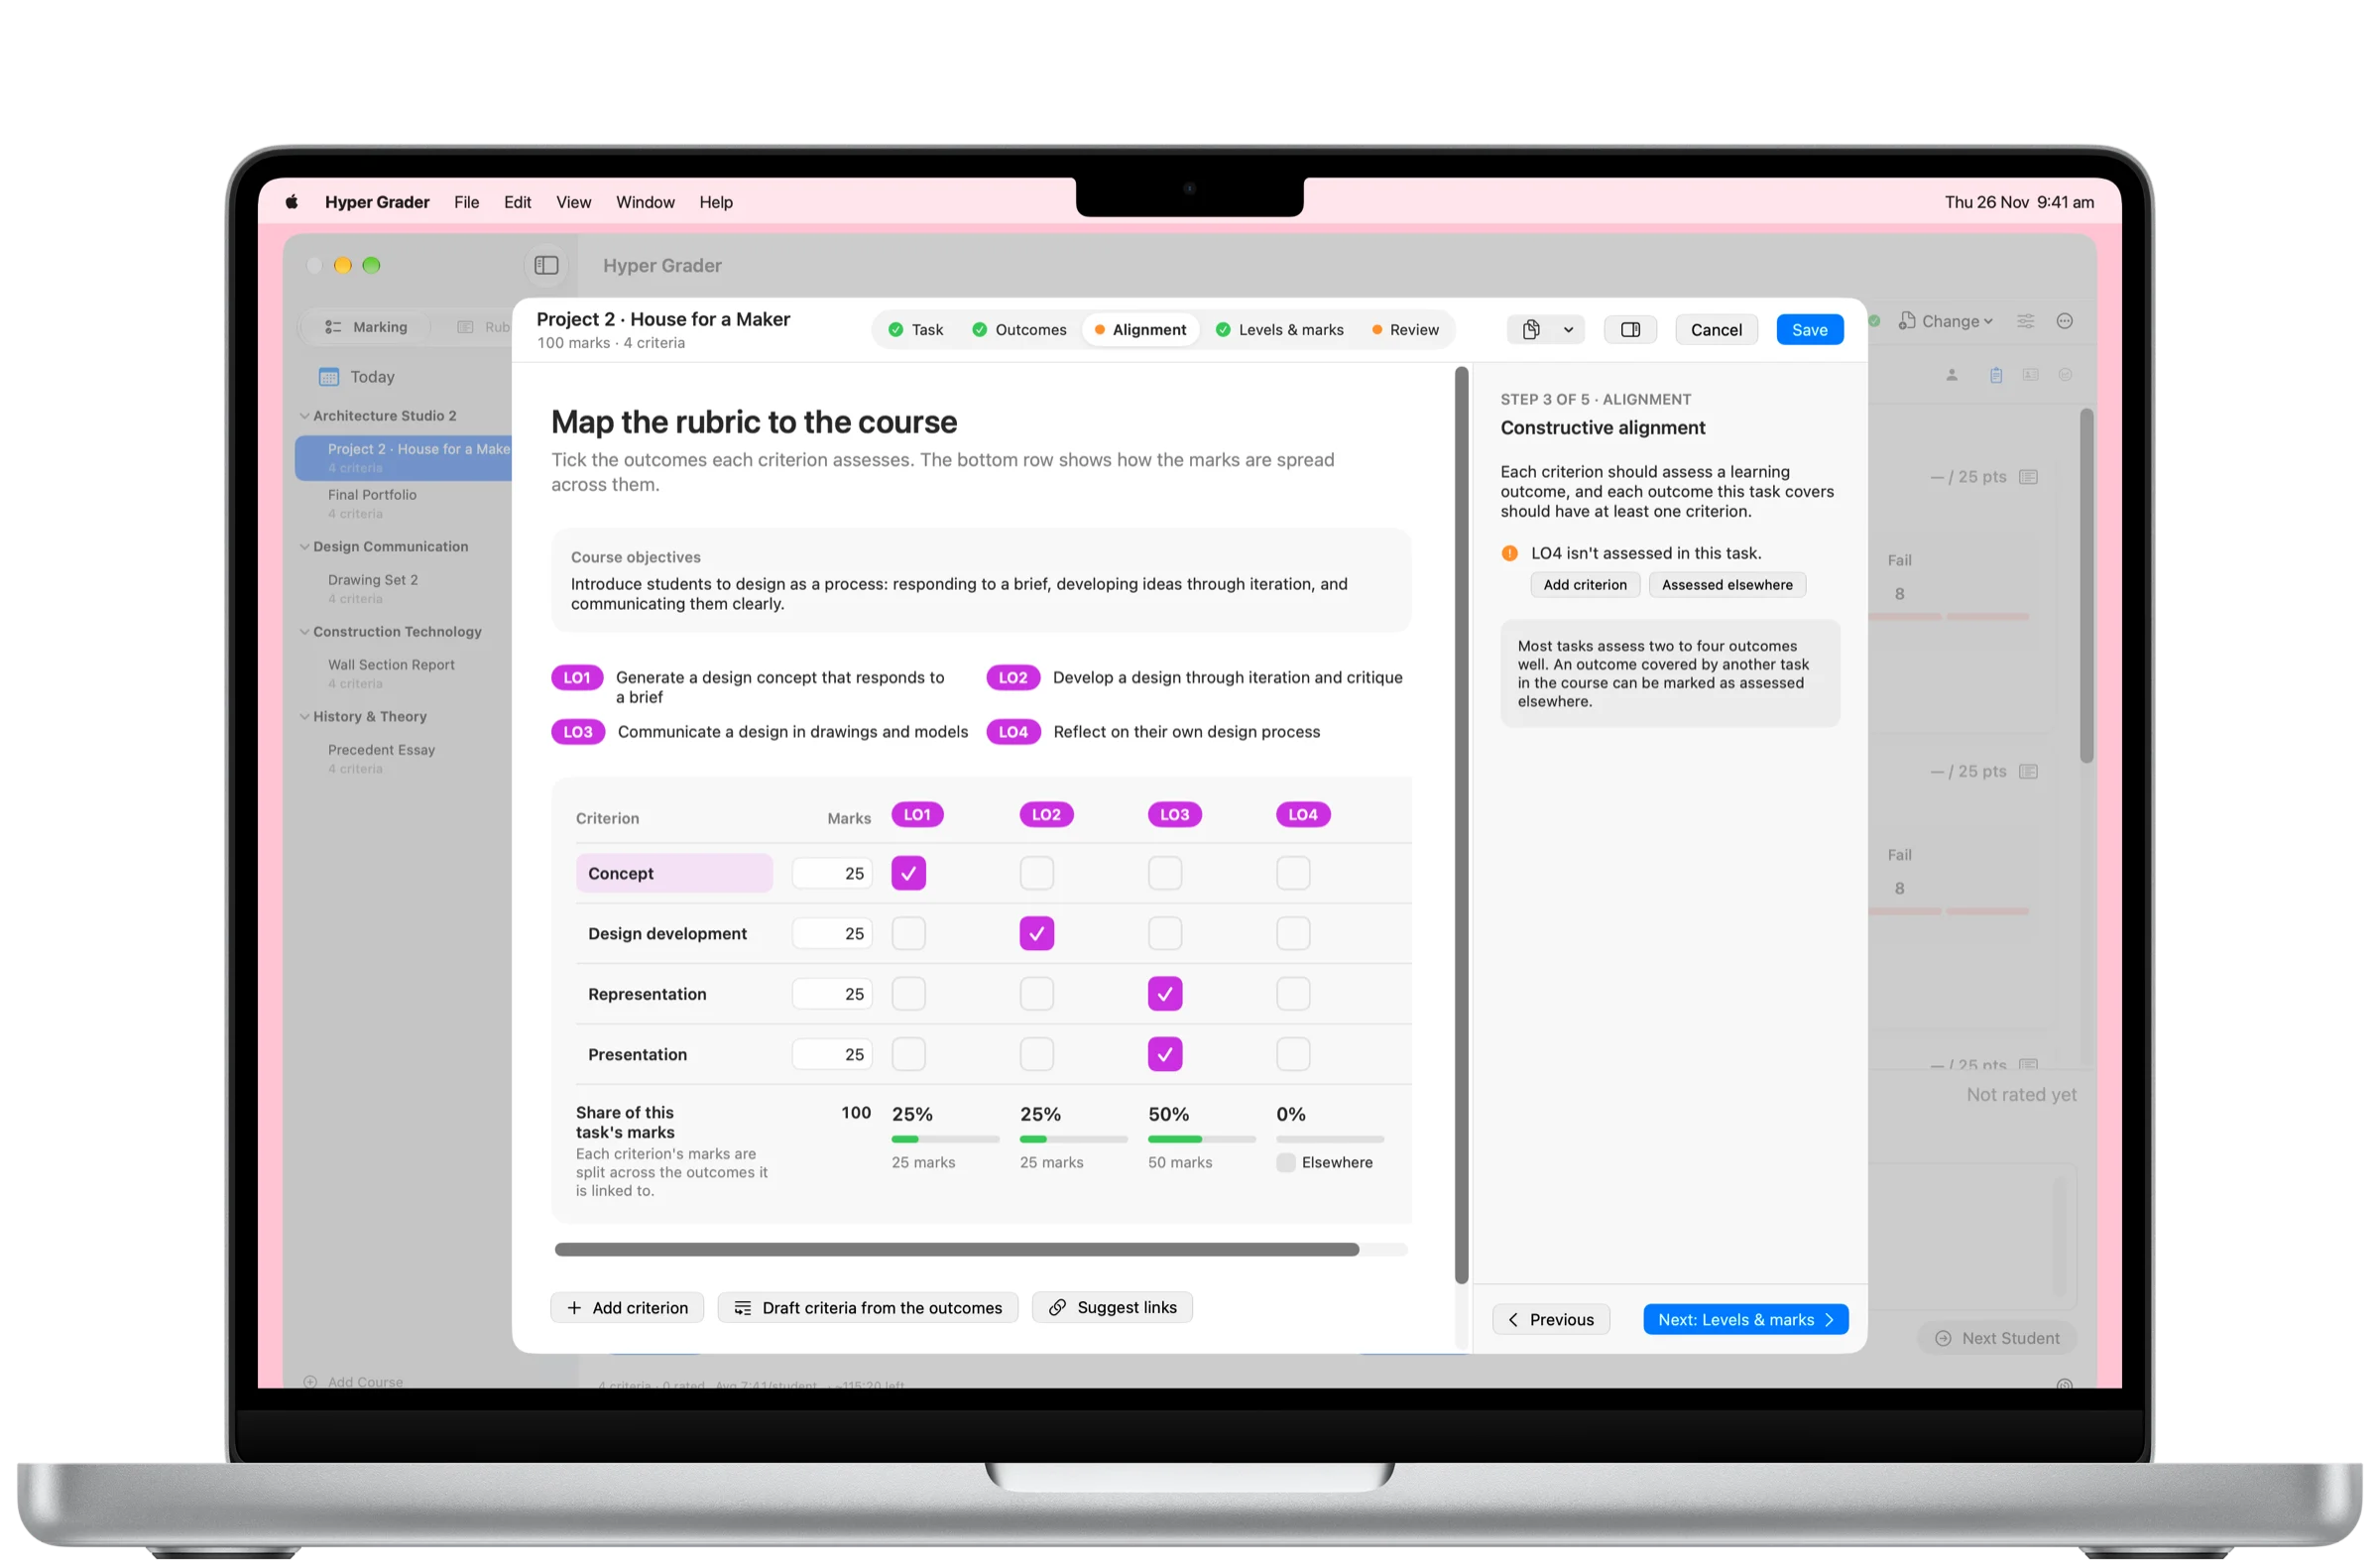 Hyper Grader File Edit View Window Help
Thu 26 Nov 9:41 am
Hyper Grader
Marking
Today
Architecture Studio 2
Project 2 · House for a Make
4 criteria
Final Portfolio
4 criteria
Design Communication
Drawing Set 2
4 criteria
Construction Technology
Wall Section Report
4 criteria
History & Theory
Precedent Essay
4 criteria
Add Course
Project 2 · House for a Maker
100 marks · 4 criteria
Task Outcomes Alignment Levels & marks Review
Cancel Save
Map the rubric to the course
Tick the outcomes each criterion assesses. The bottom row shows how the marks are spread
across them.
Course objectives
Introduce students to design as a process: responding to a brief, developing ideas through iteration, and
communicating them clearly.
LO1 Generate a design concept that responds to
a brief
LO2 Develop a design through iteration and critique
LO3 Communicate a design in drawings and models
LO4 Reflect on their own design process
Criterion Marks LO1 LO2 LO3 LO4
Concept 25
Design development 25
Representation 25
Presentation 25
Share of this
task's marks
100 25% 25% 50% 0%
Each criterion's marks are
split across the outcomes it
is linked to.
25 marks 25 marks 50 marks Elsewhere
Add criterion Draft criteria from the outcomes Suggest links
STEP 3 OF 5 · ALIGNMENT
Constructive alignment
Each criterion should assess a learning
outcome, and each outcome this task covers
should have at least one criterion.
LO4 isn't assessed in this task.
Add criterion Assessed elsewhere
Most tasks assess two to four outcomes
well. An outcome covered by another task
in the course can be marked as assessed
elsewhere.
Previous Next: Levels & marks
Change
— / 25 pts
Fail
8
— / 25 pts
Fail
8
— / 25 pts
Not rated yet
Next Student
4 criteria · 0 rated